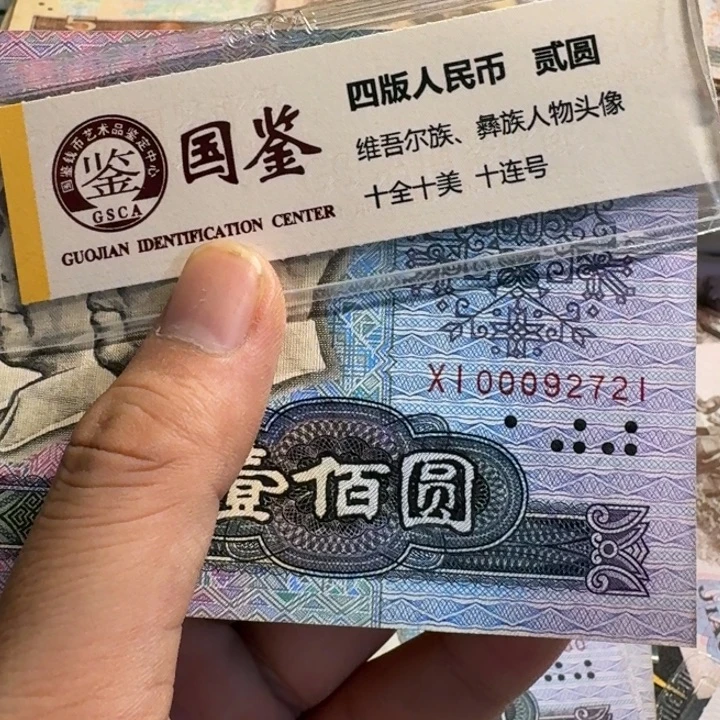 国鉴钱币艺术品鉴定中心
鉴
GSCA
国鉴
GUOJIAN IDENTIFICATION CENTER
四版人民币 贰圆
维吾尔族、彝族人物头像
十全十美 十连号
XI00092721
壹佰圆